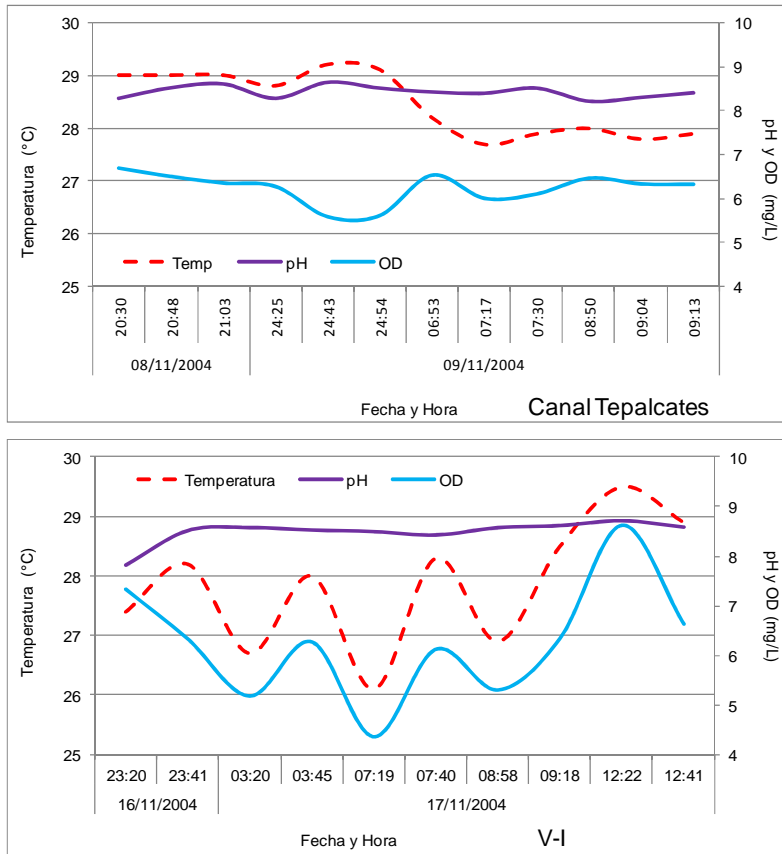 30
29
28
27
26
25
10
9
8
7
6
5
4
Temperatura (°C)
pH y OD (mg/L)
Temp pH OD
20:30 20:48 21:03 24:25 24:43 24:54 06:53 07:17 07:30 08:50 09:04 09:13
08/11/2004 09/11/2004
Fecha y Hora Canal Tepalcates
30
29
28
27
26
25
10
9
8
7
6
5
4
Temperatura (°C)
pH y OD (mg/L)
Temperatura pH OD
23:20 23:41 03:20 03:45 07:19 07:40 08:58 09:18 12:22 12:41
16/11/2004 17/11/2004
Fecha y Hora V-I